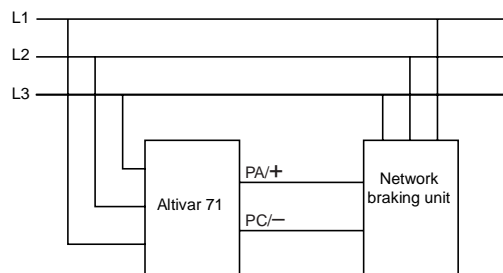 L1
L2
L3
PA/+
Altivar 71
PC/–
Network
braking unit